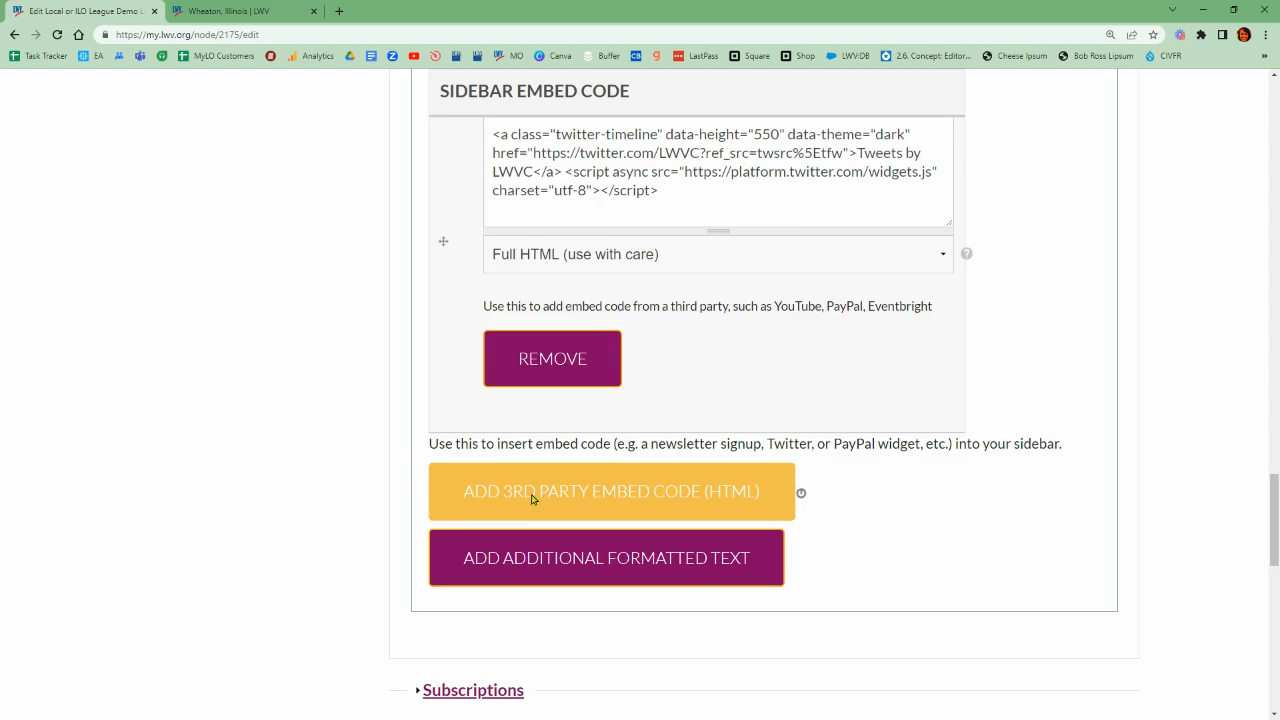 Edit Local or ILO League Demo L
Wheaton, Illinois | LWV
https://my.lwv.org/node/2175/edit
Task Tracker
EA
MyLO Customers
Analytics
MO
Canva
Buffer
CB
LastPass
Square
Shop
LWV:DB
2.6. Concept: Editor...
Cheese Ipsum
Bob Ross Lipsum
CIVFR
»
SIDEBAR EMBED CODE
<a class="twitter-timeline" data-height="550" data-theme="dark"
href="https://twitter.com/LWVC?ref_src=twsrc%5Etfw">Tweets by
LWVC</a> <script async src="https://platform.twitter.com/widgets.js"
charset="utf-8"></script>
Full HTML (use with care)
?
Use this to add embed code from a third party, such as YouTube, PayPal, Eventbright
REMOVE
Use this to insert embed code (e.g. a newsletter signup, Twitter, or PayPal widget, etc.) into your sidebar.
ADD 3RD PARTY EMBED CODE (HTML)
ADD ADDITIONAL FORMATTED TEXT
Subscriptions